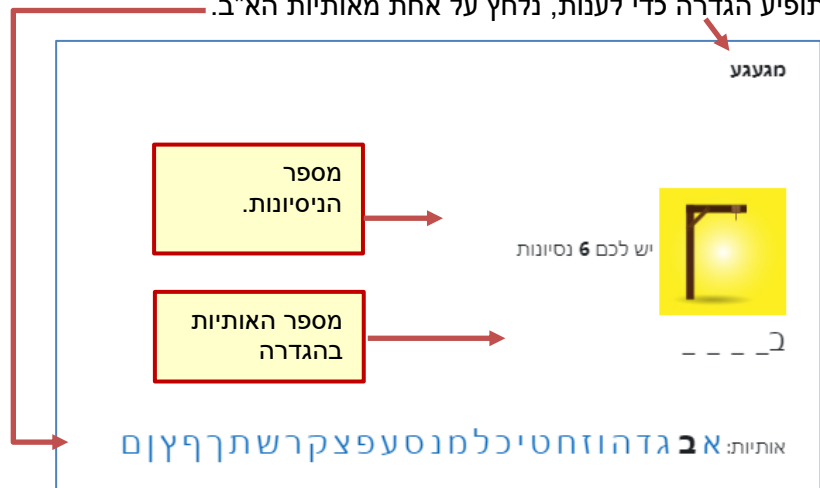 תופיע הגדרה כדי לענות, נלחץ על אחת מאותיות הא"ב.
מגעגע
מספר
הניסיונות.
יש לכם 6 נסיונות
מספר האותיות
בהגדרה
ב_ _ _ _
אותיות: א ב ג ד ה ו ז ח ט י כ ל מ נ ס ע פ צ ק ר ש ת ך ף ץ ן ם